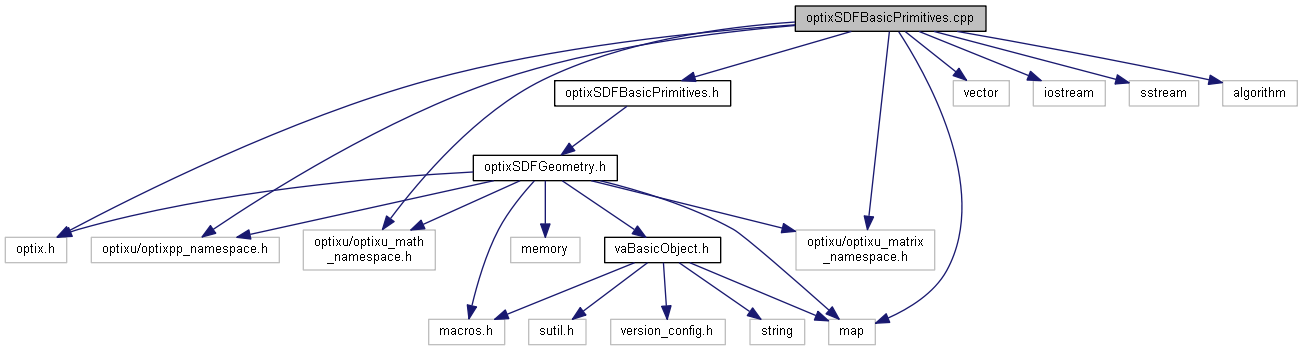 optixSDFBasicPrimitives.cpp
optixSDFBasicPrimitives.h
vector
iostream
sstream
algorithm
optixSDFGeometry.h
optix.h
optixu/optixpp_namespace.h
optixu/optixu_math
_namespace.h
memory
vaBasicObject.h
optixu/optixu_matrix
_namespace.h
macros.h
sutil.h
version_config.h
string
map